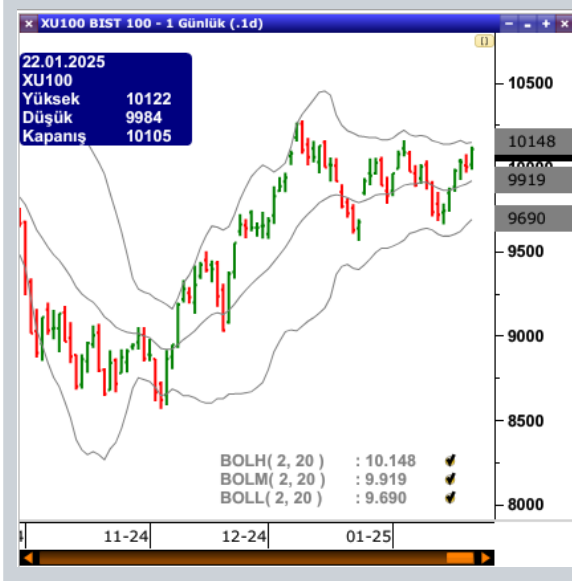 XU100 BIST 100 - 1 Günlük (.1d)
22.01.2025
XU100
Yüksek 10122
Düşük 9984
Kapanış 10105
10500
10148
9919
9690
9500
9000
8500
8000
BOLH( 2, 20 ) : 10.148
BOLM( 2, 20 ) : 9.919
BOLL( 2, 20 ) : 9.690
11-24
12-24
01-25